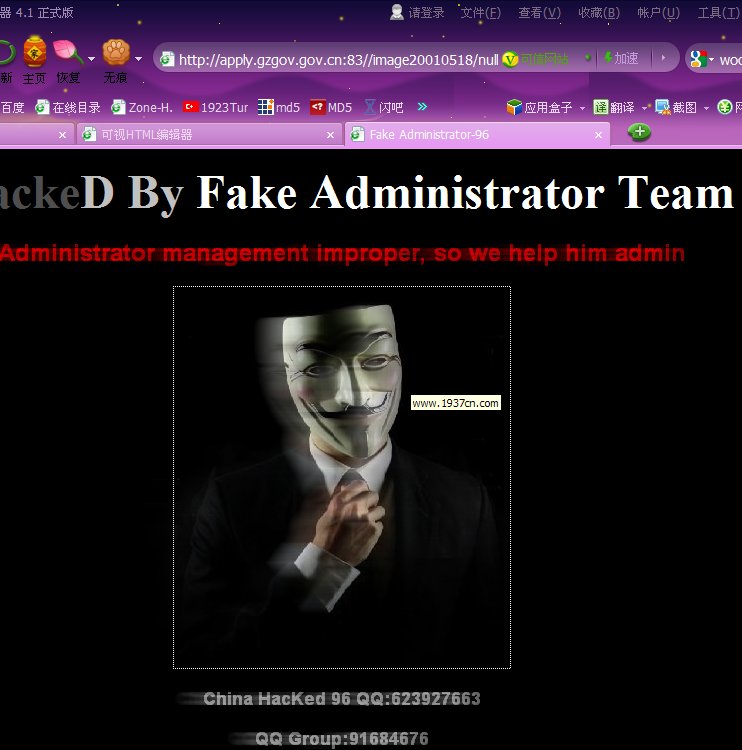 器 4.1 正式版 请登录 文件(F) 查看(V) 收藏(B) 帐户(U) 工具(T)
新 主页 恢复 无痕 http://apply.gzgov.gov.cn:83//image20010518/null 可信网站 加速 woo
百度 在线目录 Zone-H. 1923Tur md5 MD5 闪吧 » 应用盒子 翻译 截图 网
可视HTML编辑器 Fake Administrator-96
ackeD By Fake Administrator Team
Administrator management improper, so we help him admin
www.1937cn.com
China HacKed 96 QQ:623927663
QQ Group:91684676